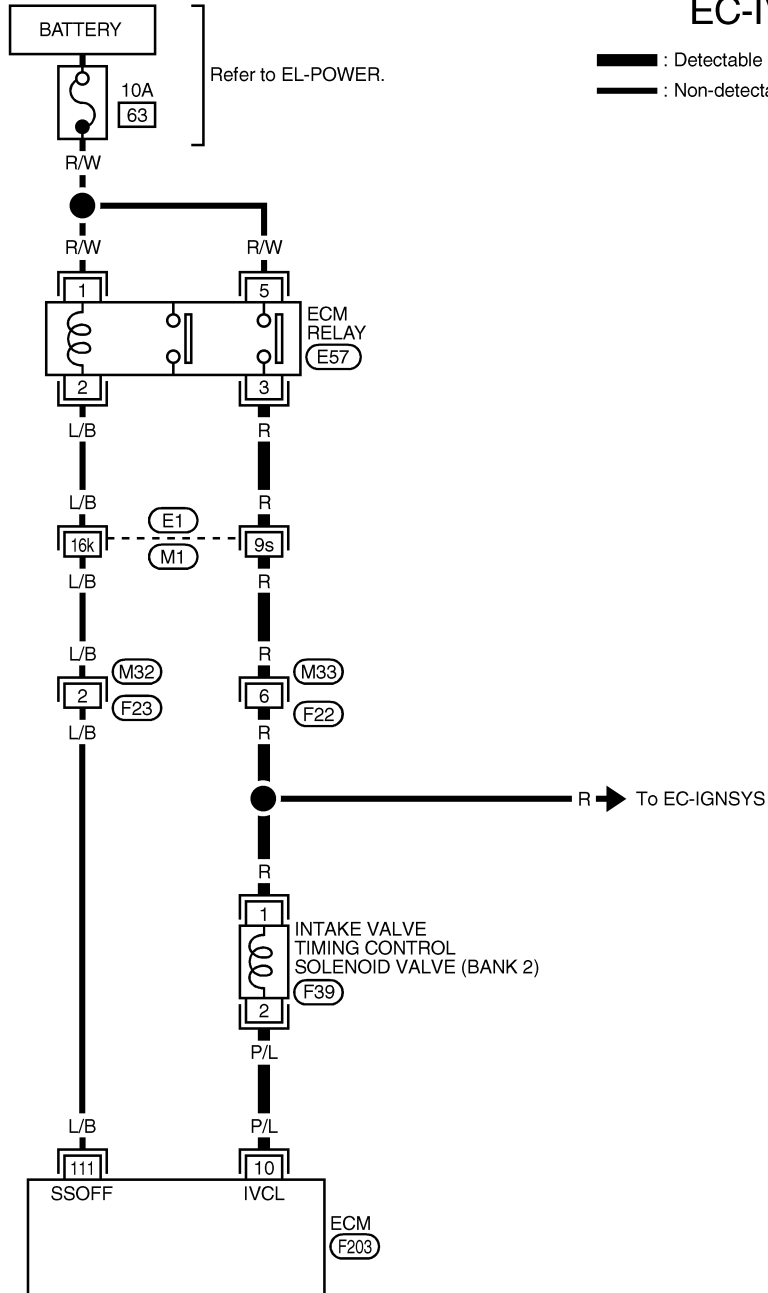 EC-IV
BATTERY
: Detectable
: Non-detecta
Refer to EL-POWER.
10A
63
R/W
R/W R/W
1 5
ECM
RELAY
E57
2 3
L/B R
L/B R
16k E1 9s
M1
L/B R
L/B R
2 M32 6 M33
F23 F22
L/B R
R To EC-IGNSYS
R
1
INTAKE VALVE
TIMING CONTROL
SOLENOID VALVE (BANK 2)
F39
2
P/L
L/B P/L
111 10
SSOFF IVCL
ECM
F203